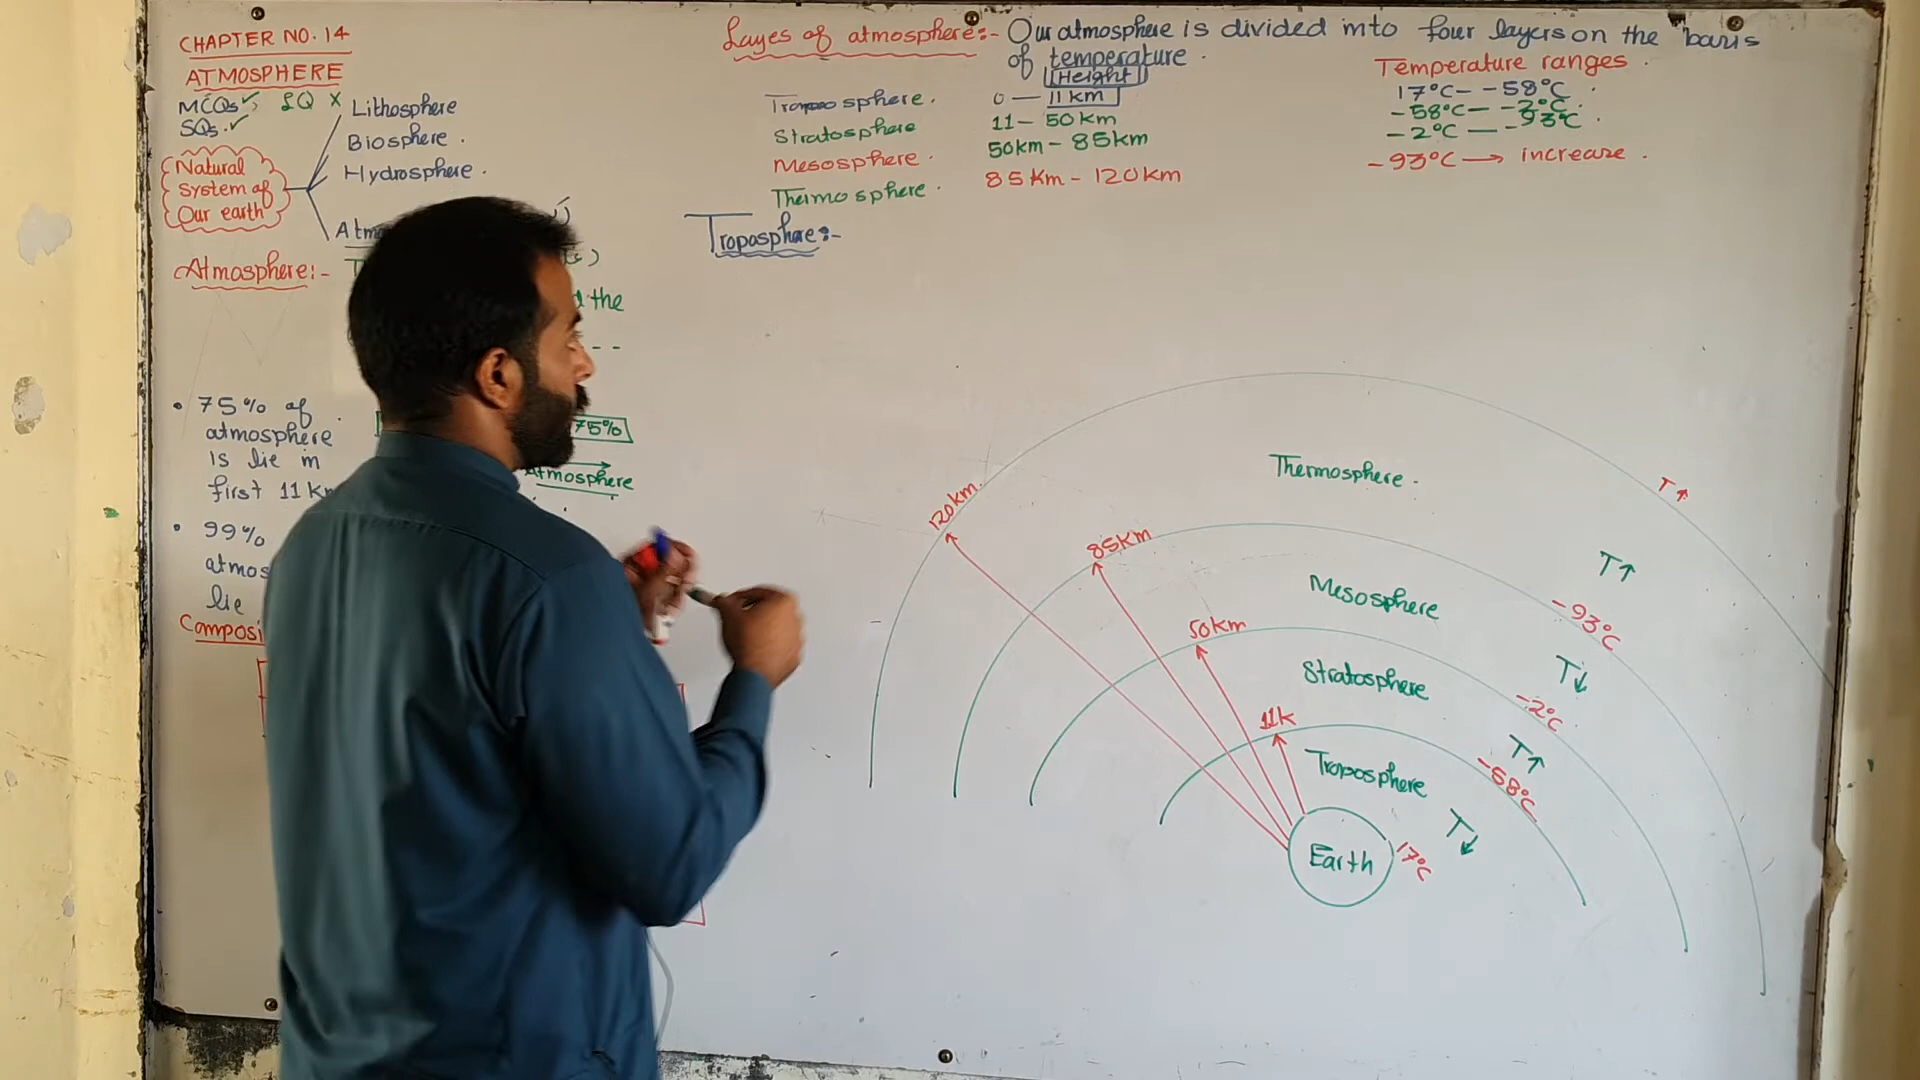 CHAPTER NO. 14
ATMOSPHERE
MCQs ✓, LQ X
SQs ✓
Lithosphere
Biosphere .
Hydrosphere .
Natural
System of
Our earth
Atmosphere:-
the
75%
Atmosphere
• 75% of
atmosphere
is lie in
first 11 Km
• 99%
lie
Layes of atmosphere:- Our atmosphere is divided into four layers on the basis
of temperature .
Height
Temperature ranges .
Troposphere . 0 — 11 km 17°C - -58°C
Stratosphere 11 - 50 km -58°C — -2°C .
Mesosphere . 50km - 85km -2°C — -93°C .
Thermosphere . 85 Km - 120km -93°C → increase .
Troposphere:-
120km
Thermosphere .
T↑
85Km
T↑
Mesosphere
-93°C
50km
T↓
Stratosphere
-2°C
11k
T↑
Troposphere
-58°C
T↓
Earth
17°C